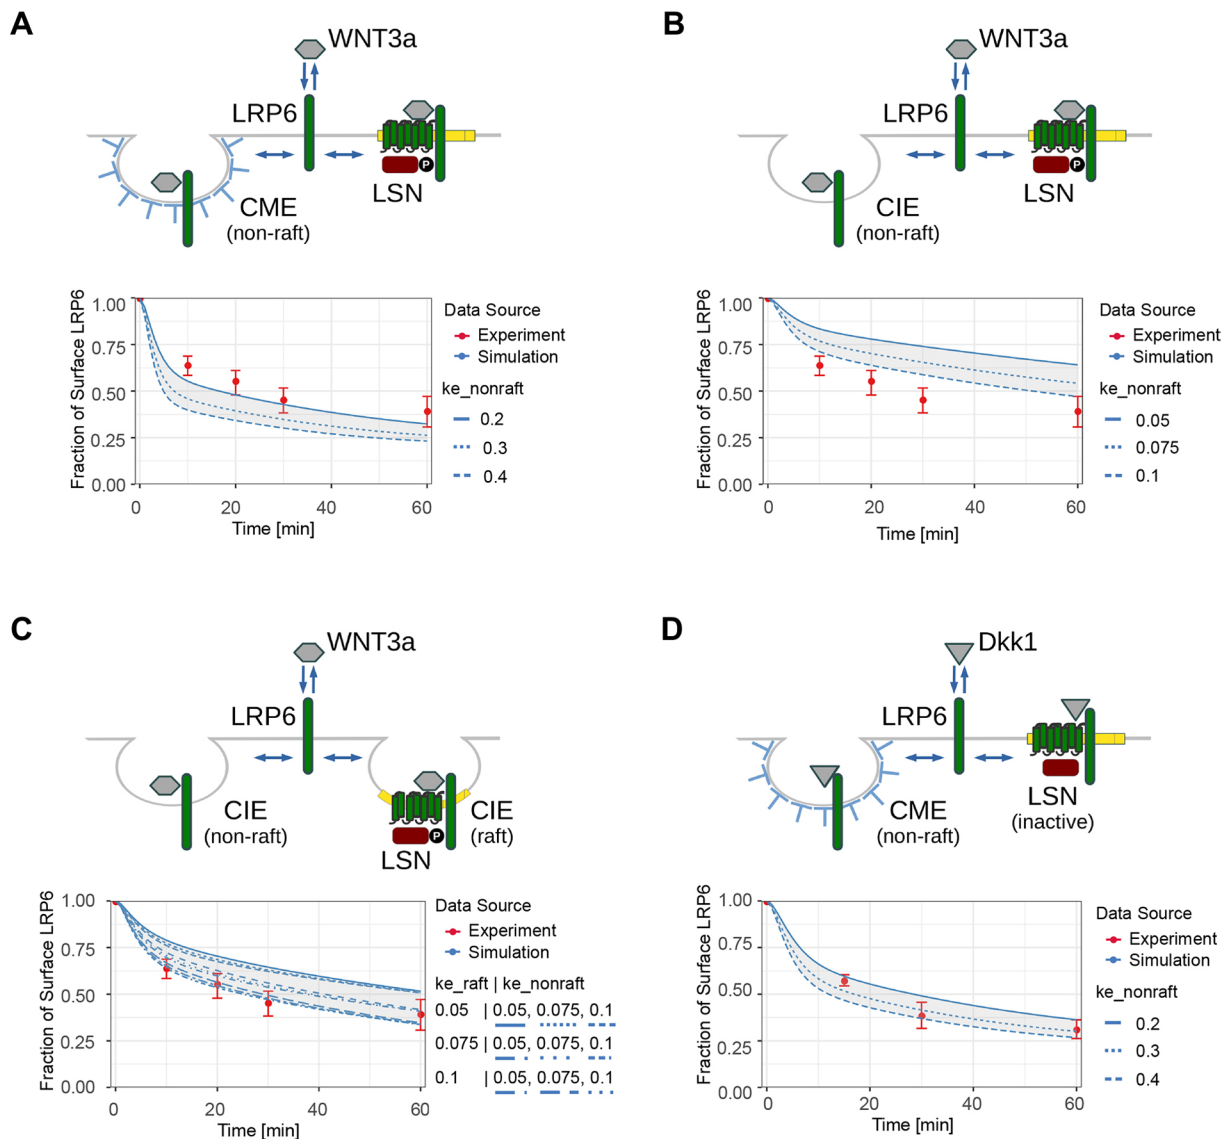 A
WNT3a
LRP6
P
LSN
CME
(non-raft)
Fraction of Surface LRP6
1.00
0.75
0.50
0.25
0.00
0
20
40
60
Time [min]
Data Source
Experiment
Simulation
ke_nonraft
0.2
0.3
0.4
B
WNT3a
LRP6
P
LSN
CIE
(non-raft)
Fraction of Surface LRP6
1.00
0.75
0.50
0.25
0.00
0
20
40
60
Time [min]
Data Source
Experiment
Simulation
ke_nonraft
0.05
0.075
0.1
C
WNT3a
LRP6
CIE
(non-raft)
P
LSN
CIE
(raft)
Fraction of Surface LRP6
1.00
0.75
0.50
0.25
0.00
0
20
40
60
Time [min]
Data Source
Experiment
Simulation
ke_raft | ke_nonraft
0.05 | 0.05, 0.075, 0.1
0.075 | 0.05, 0.075, 0.1
0.1 | 0.05, 0.075, 0.1
D
Dkk1
LRP6
CME
(non-raft)
LSN
(inactive)
Fraction of Surface LRP6
1.00
0.75
0.50
0.25
0.00
0
20
40
60
Time [min]
Data Source
Experiment
Simulation
ke_nonraft
0.2
0.3
0.4